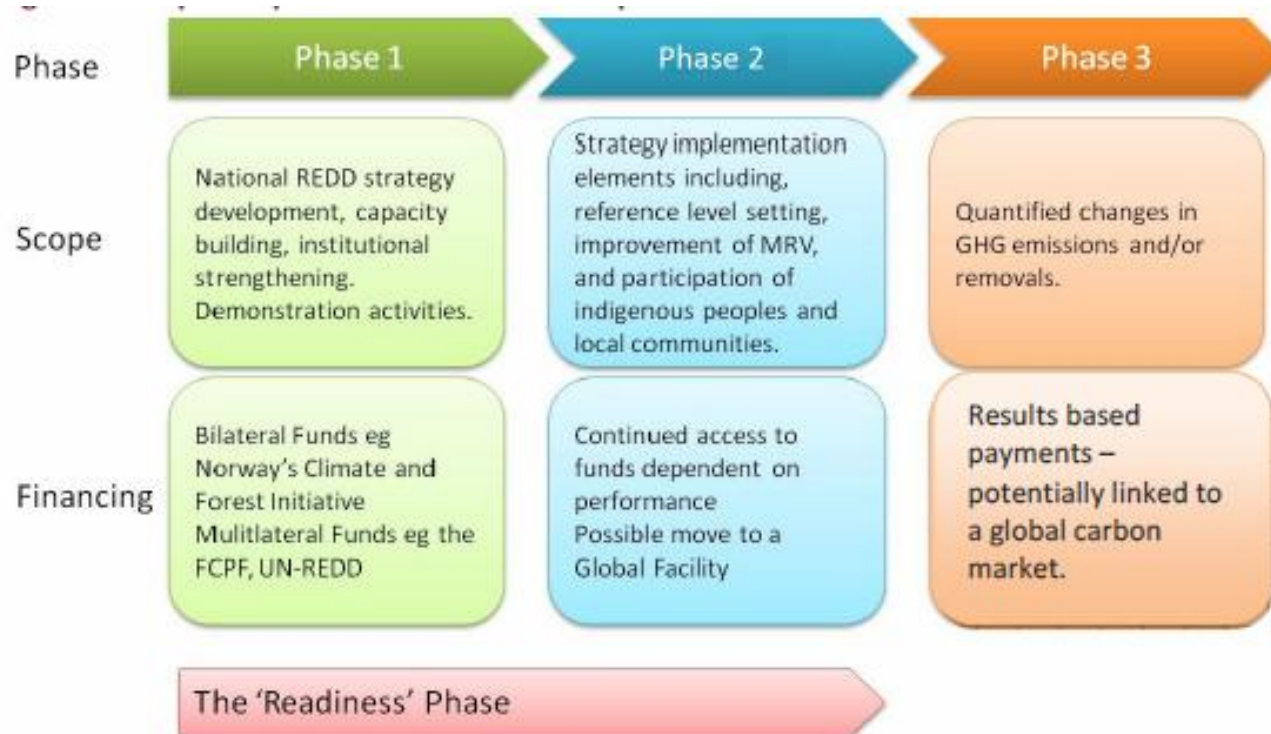 Phase
Phase 1
Phase 2
Phase 3
Scope
National REDD strategy
development, capacity
building, institutional
strengthening.
Demonstration activities.
Strategy implementation
elements including,
reference level setting,
improvement of MRV,
and participation of
indigenous peoples and
local communities.
Quantified changes in
GHG emissions and/or
removals.
Financing
Bilateral Funds eg
Norway's Climate and
Forest Initiative
Mulitlateral Funds eg the
FCPF, UN-REDD
Continued access to
funds dependent on
performance
Possible move to a
Global Facility
Results based
payments –
potentially linked to
a global carbon
market.
The 'Readiness' Phase